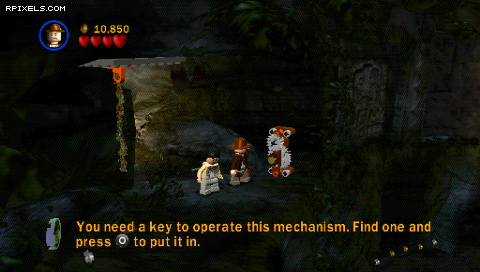 RPIXELS.COM
10,850
You need a key to operate this mechanism. Find one and
press to put it in.